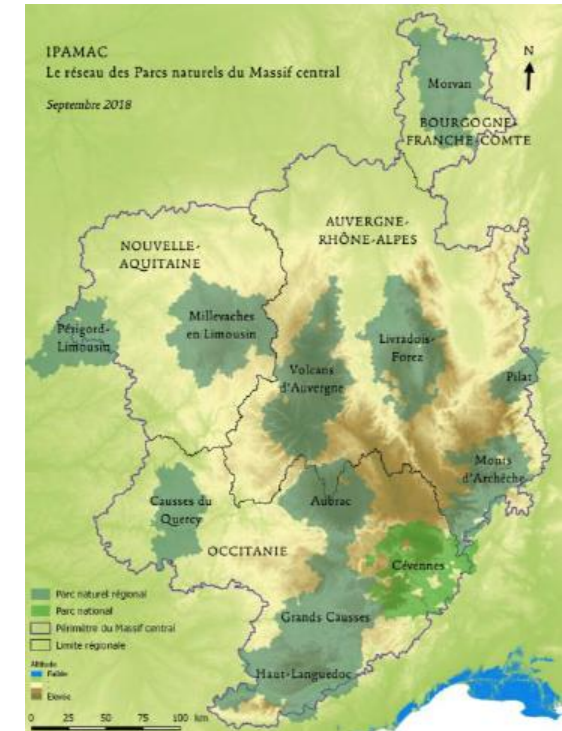 IPAMAC
Le réseau des Parcs naturels du Massif central
Septembre 2018
N
Morvan
BOURGOGNE-
FRANCHE-COMTE
AUVERGNE-
RHÔNE-ALPES
NOUVELLE-
AQUITAINE
Périgord-
Limousin
Millevaches
en Limousin
Livradois-
Forez
Volcans
d'Auvergne
Pilat
Monts
d'Archèche
Causses du
Quercy
Aubrac
OCCITANIE
Cévennes
Grands Causses
Haut-Languedoc
Parc naturel régional
Parc national
Périmètre du Massif central
Limite régionale
Altitude
Faible
Elevée
0 25 50 75 100 km